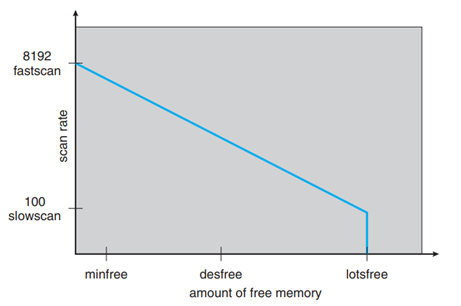 8192
fastscan
scan rate
100
slowscan
minfree desfree lotsfree
amount of free memory